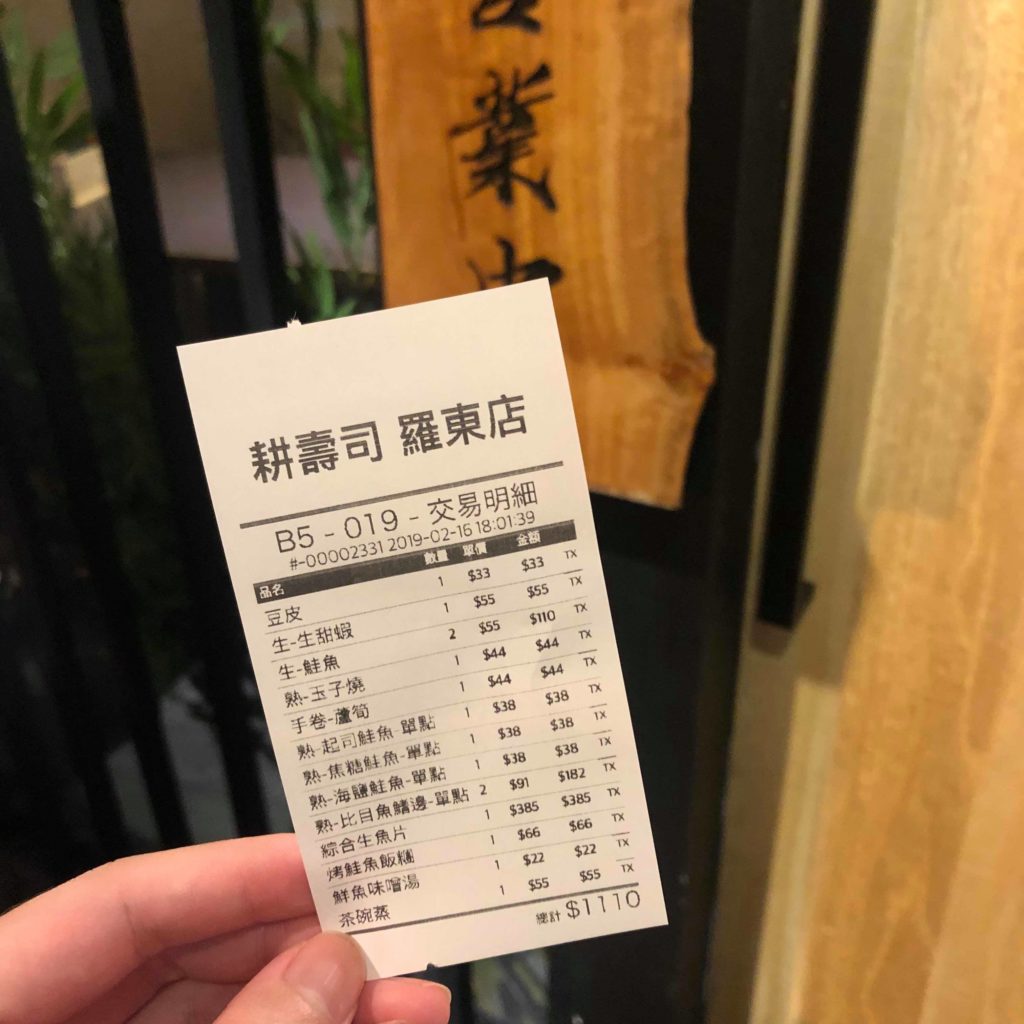 業
中
耕壽司 羅東店
B5 - 019 - 交易明細
#-00002331 2019-02-16 18:01:39
品名 數量 單價 金額
豆皮 1 $33 $33 TX
生-生甜蝦 1 $55 $55 TX
生-鮭魚 2 $55 $110 TX
熟-玉子燒 1 $44 $44 TX
手卷-蘆筍 1 $44 $44 TX
熟-起司鮭魚-單點 1 $38 $38 TX
熟-焦糖鮭魚-單點 1 $38 $38 TX
熟-海鹽鮭魚-單點 1 $38 $38 TX
熟-比目魚鰭邊-單點 2 $91 $182 TX
綜合生魚片 1 $385 $385 TX
烤鮭魚飯糰 1 $66 $66 TX
鮮魚味噌湯 1 $22 $22 TX
茶碗蒸 1 $55 $55 TX
總計 $1110